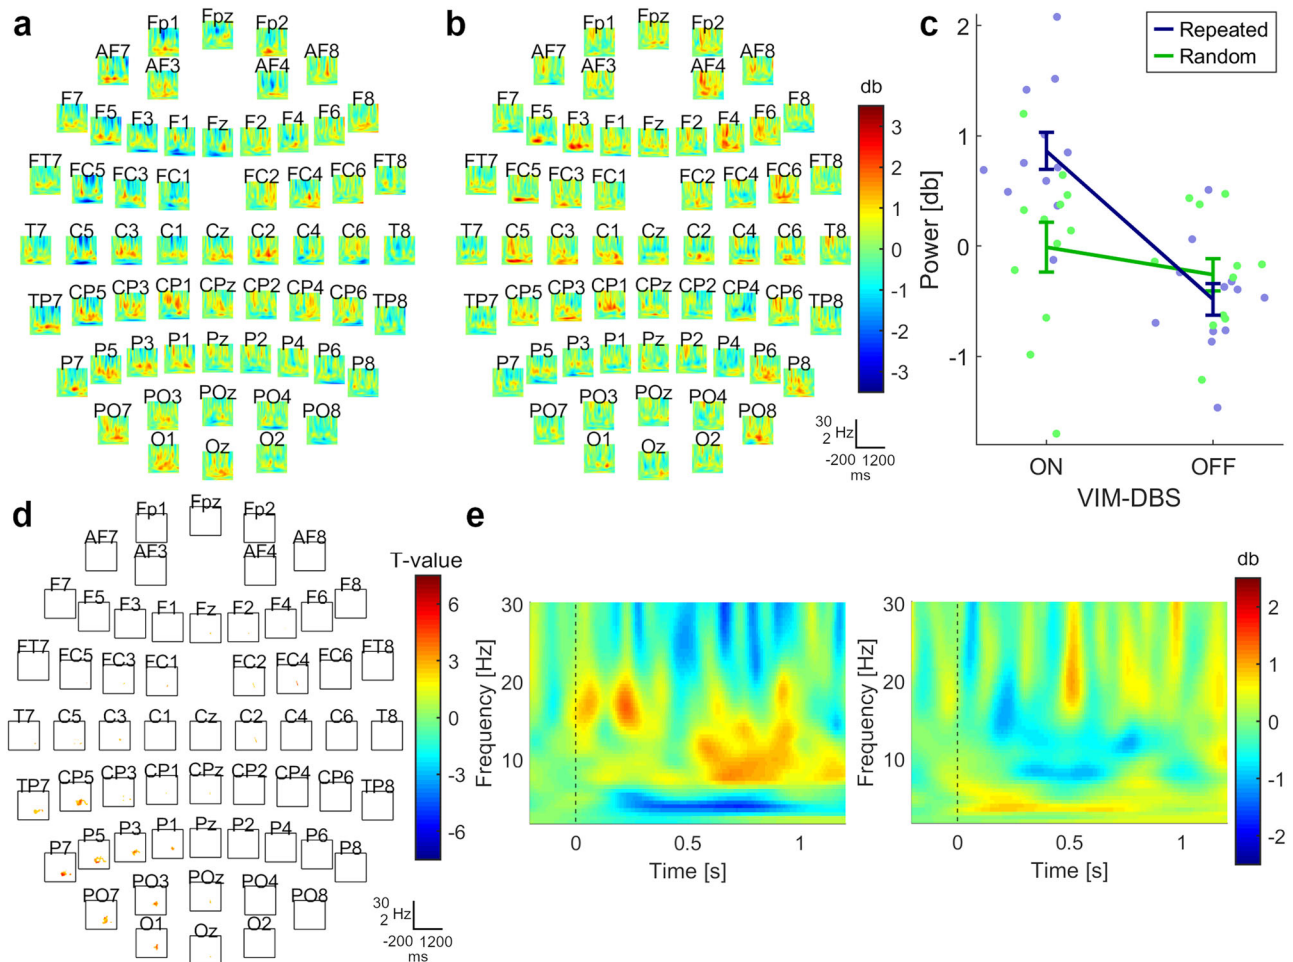 a
Fp1 Fpz Fp2
AF7 AF3 AF4 AF8
F7 F5 F3 F1 Fz F2 F4 F6 F8
FT7 FC5 FC3 FC1 FC2 FC4 FC6 FT8
T7 C5 C3 C1 Cz C2 C4 C6 T8
TP7 CP5 CP3 CP1 CPz CP2 CP4 CP6 TP8
P7 P5 P3 P1 Pz P2 P4 P6 P8
PO7 PO3 POz PO4 PO8
O1 Oz O2
b
Fp1 Fpz Fp2
AF7 AF3 AF4 AF8
F7 F5 F3 F1 Fz F2 F4 F6 F8
FT7 FC5 FC3 FC1 FC2 FC4 FC6 FT8
T7 C5 C3 C1 Cz C2 C4 C6 T8
TP7 CP5 CP3 CP1 CPz CP2 CP4 CP6 TP8
P7 P5 P3 P1 Pz P2 P4 P6 P8
PO7 PO3 POz PO4 PO8
O1 Oz O2
db
3
2
1
0
-1
-2
-3
30
2 Hz
-200 1200
ms
c
Repeated
Random
2
1
0
-1
Power [db]
ON OFF
VIM-DBS
d
Fp1 Fpz Fp2
AF7 AF3 AF4 AF8
F7 F5 F3 F1 Fz F2 F4 F6 F8
FT7 FC5 FC3 FC1 FC2 FC4 FC6 FT8
T7 C5 C3 C1 Cz C2 C4 C6 T8
TP7 CP5 CP3 CP1 CPz CP2 CP4 CP6 TP8
P7 P5 P3 P1 Pz P2 P4 P6 P8
PO7 PO3 POz PO4 PO8
O1 Oz O2
T-value
6
3
0
-3
-6
30
2 Hz
-200 1200
ms
e
30
20
10
Frequency [Hz]
0 0.5 1
Time [s]
30
20
10
Frequency [Hz]
0 0.5 1
Time [s]
db
2
1
0
-1
-2